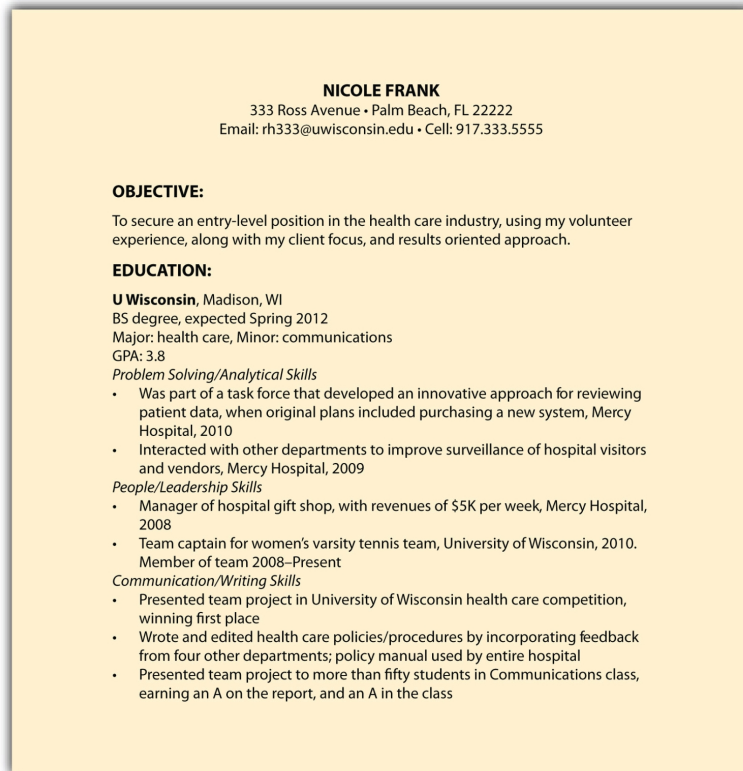 NICOLE FRANK
333 Ross Avenue • Palm Beach, FL 22222
Email: rh333@uwisconsin.edu • Cell: 917.333.5555
OBJECTIVE:
To secure an entry-level position in the health care industry, using my volunteer
experience, along with my client focus, and results oriented approach.
EDUCATION:
U Wisconsin, Madison, WI
BS degree, expected Spring 2012
Major: health care, Minor: communications
GPA: 3.8
Problem Solving/Analytical Skills
• Was part of a task force that developed an innovative approach for reviewing
patient data, when original plans included purchasing a new system, Mercy
Hospital, 2010
• Interacted with other departments to improve surveillance of hospital visitors
and vendors, Mercy Hospital, 2009
People/Leadership Skills
• Manager of hospital gift shop, with revenues of $5K per week, Mercy Hospital,
2008
• Team captain for women's varsity tennis team, University of Wisconsin, 2010.
Member of team 2008–Present
Communication/Writing Skills
• Presented team project in University of Wisconsin health care competition,
winning first place
• Wrote and edited health care policies/procedures by incorporating feedback
from four other departments; policy manual used by entire hospital
• Presented team project to more than fifty students in Communications class,
earning an A on the report, and an A in the class